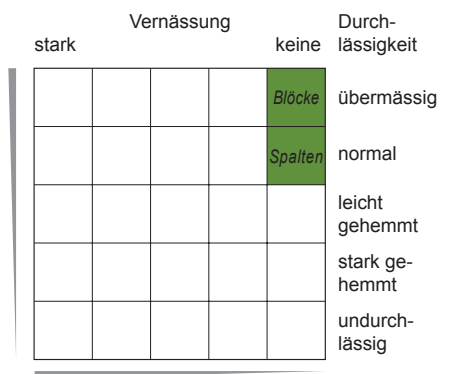 Vernässung
stark
keine
Durch-
lässigkeit
Blöcke
übermässig
Spalten
normal
leicht
gehemmt
stark ge-
hemmt
undurch-
lässig